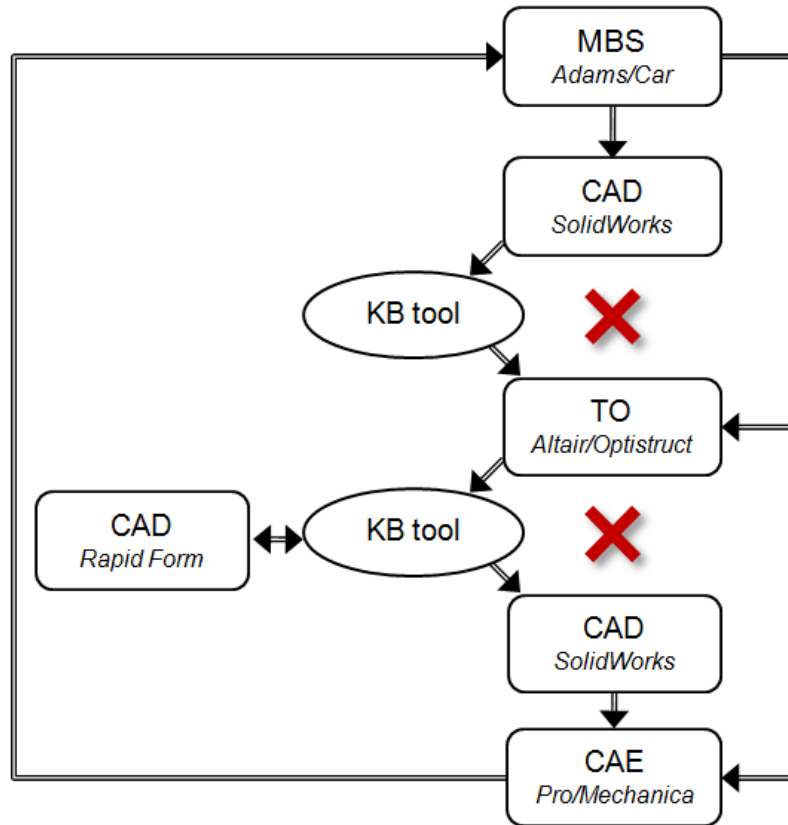 MBS
Adams/Car
CAD
SolidWorks
KB tool
TO
Altair/Optistruct
CAD
Rapid Form
KB tool
CAD
SolidWorks
CAE
Pro/Mechanica